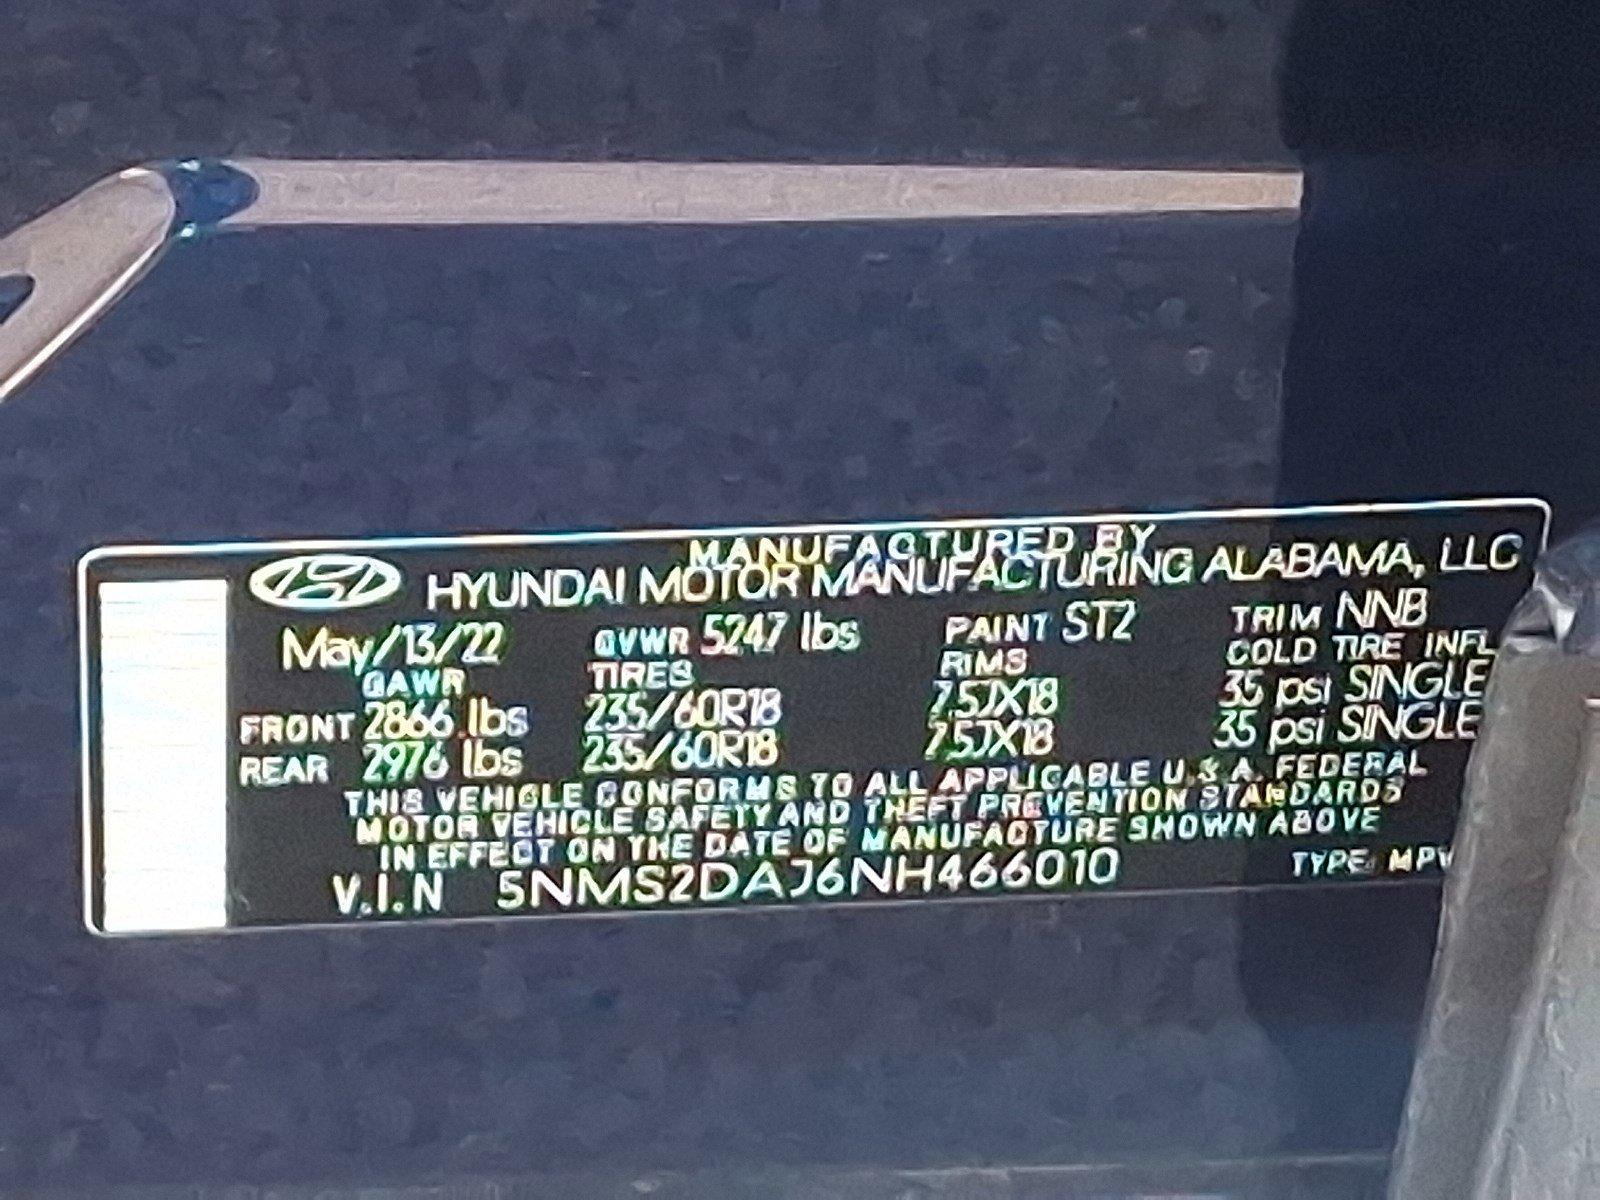 MANUFACTURED BY
HYUNDAI MOTOR MANUFACTURING ALABAMA, LLC
May/13/22 GVWR 5247 lbs PAINT ST2 TRIM NNB
GAWR TIRES RIMS COLD TIRE INFL
FRONT 2866 lbs 235/60R18 7.5JX18 35 psi SINGLE
REAR 2976 lbs 235/60R18 7.5JX18 35 psi SINGLE
THIS VEHICLE CONFORMS TO ALL APPLICABLE U.S.A. FEDERAL
MOTOR VEHICLE SAFETY AND THEFT PREVENTION STANDARDS
IN EFFECT ON THE DATE OF MANUFACTURE SHOWN ABOVE
V.I.N 5NMS2DAJ6NH466010 TYPE: MPV